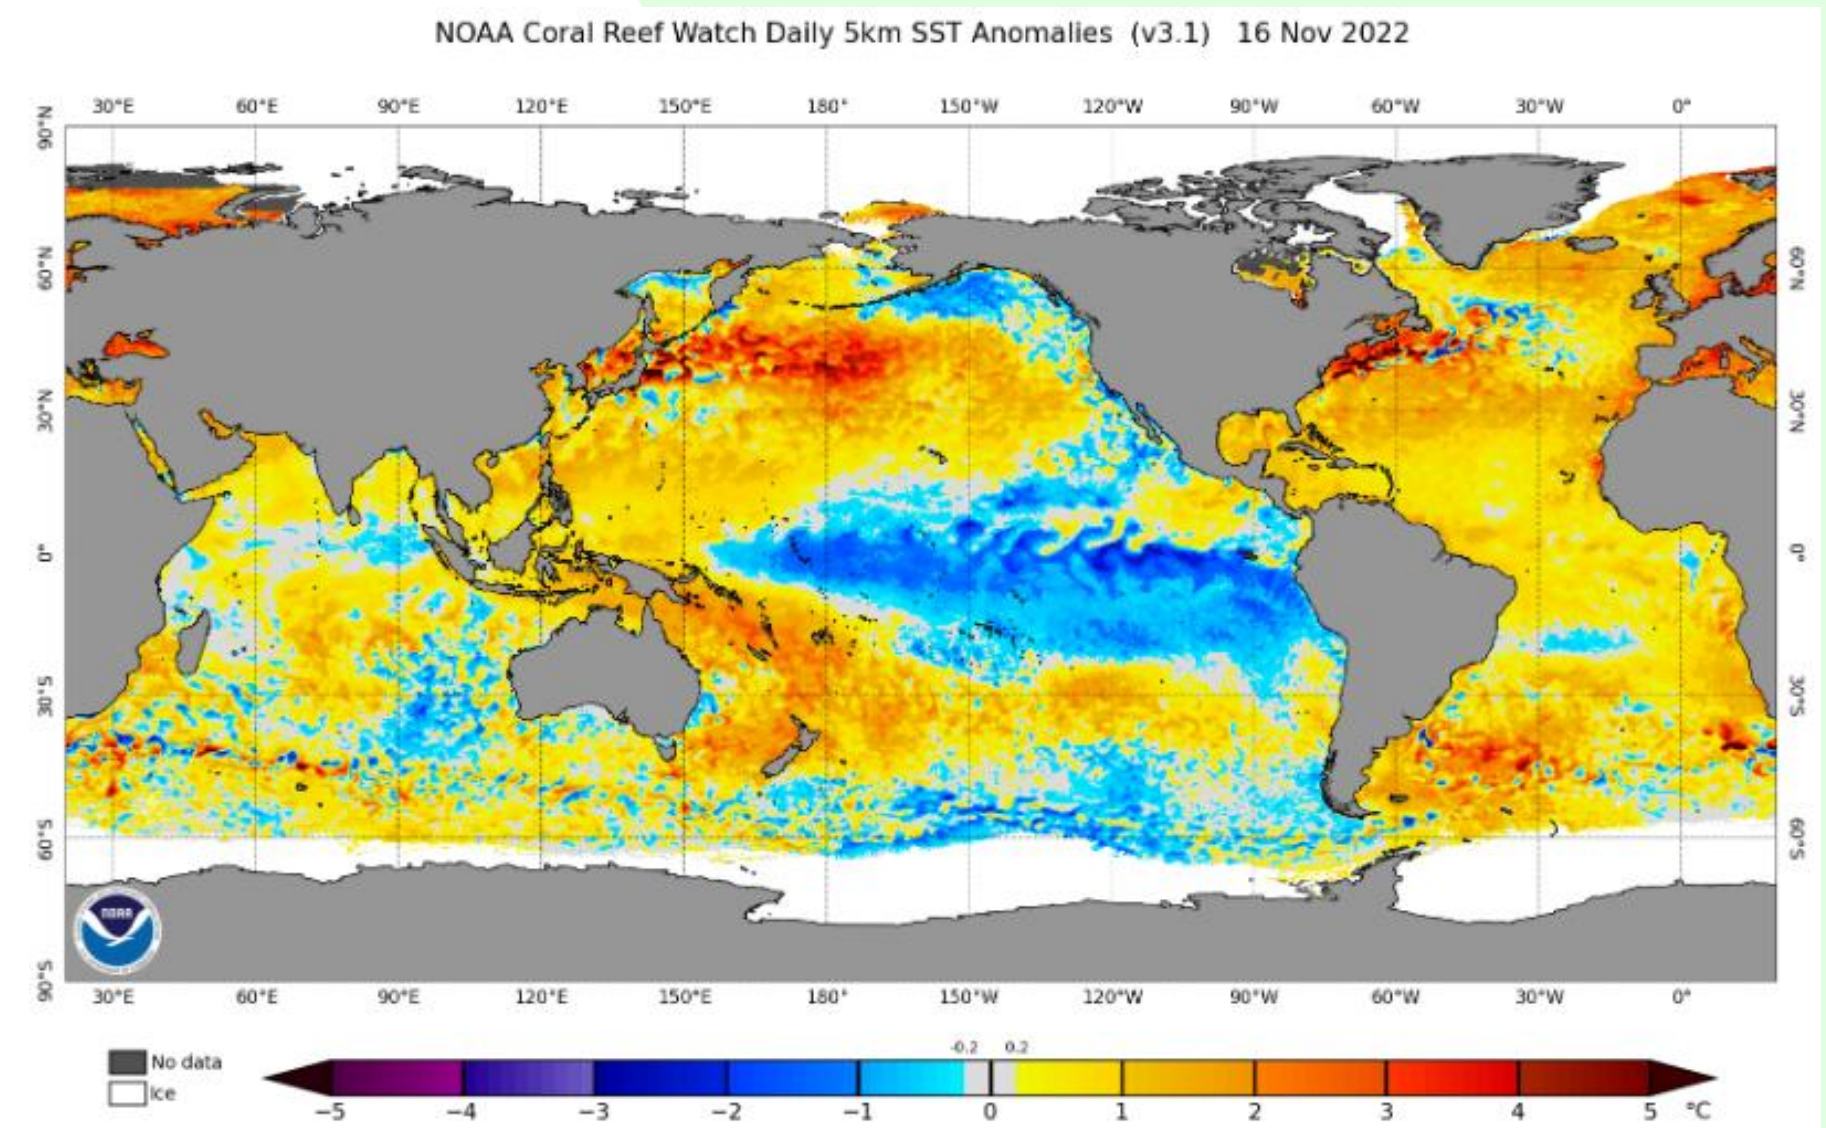 NOAA Coral Reef Watch Daily 5km SST Anomalies (v3.1) 16 Nov 2022
30°E 60°E 90°E 120°E 150°E 180° 150°W 120°W 90°W 60°W 30°W 0°
90°N
60°N 60°N
30°N 30°N
0° 0°
30°S 30°S
60°S 60°S
90°S
NOAA
30°E 60°E 90°E 120°E 150°E 180° 150°W 120°W 90°W 60°W 30°W 0°
-0.2 0.2
No data
Ice
−5 −4 −3 −2 −1 0 1 2 3 4 5 °C